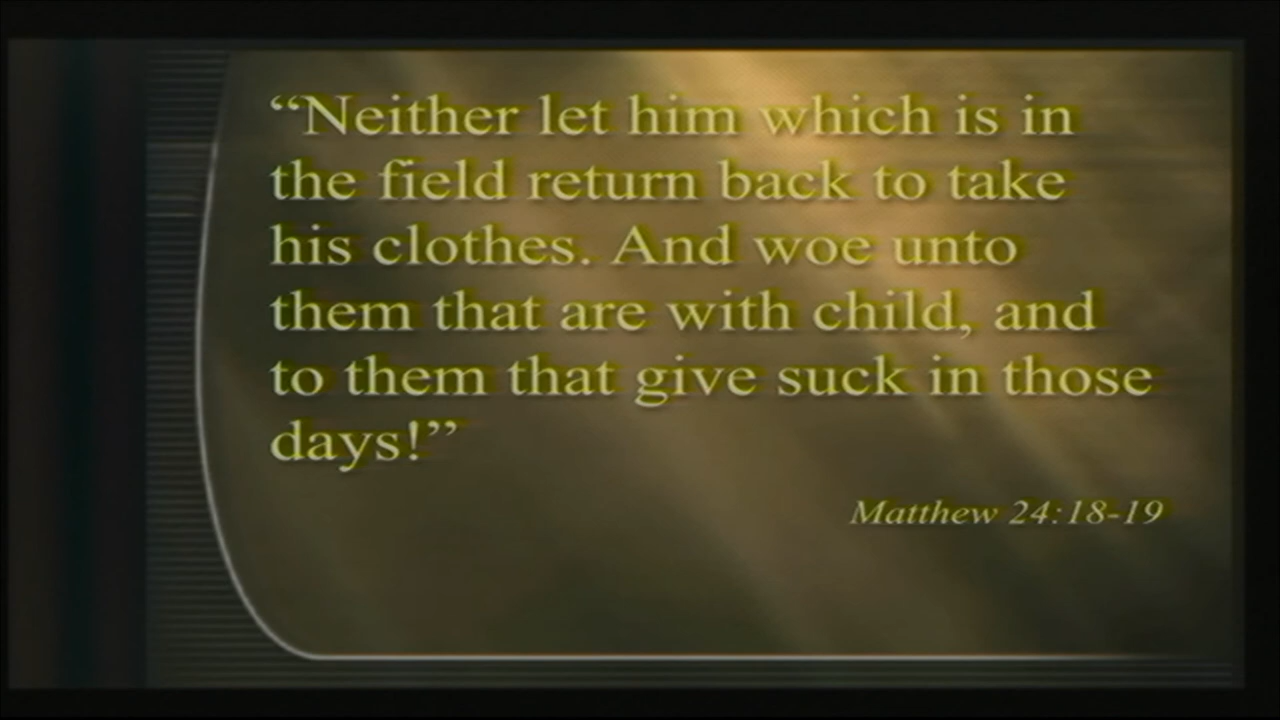 “Neither let him which is in
the field return back to take
his clothes. And woe unto
them that are with child, and
to them that give suck in those
days!”
Matthew 24:18-19